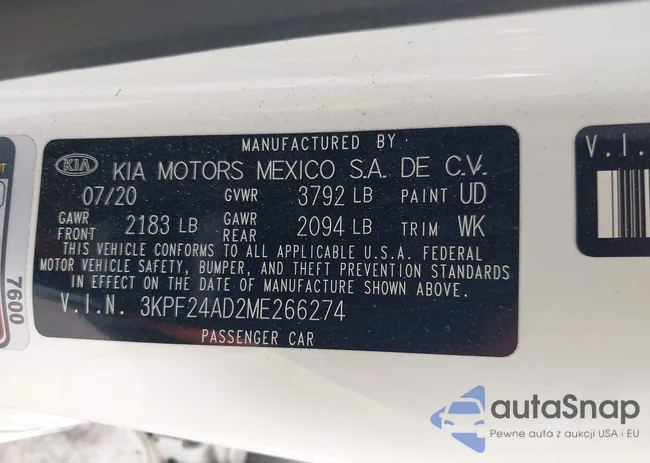 MANUFACTURED BY
KIA KIA MOTORS MEXICO S.A. DE C.V.
07/20 GVWR 3792 LB PAINT UD
GAWR FRONT 2183 LB GAWR REAR 2094 LB TRIM WK
THIS VEHICLE CONFORMS TO ALL APPLICABLE U.S.A. FEDERAL
MOTOR VEHICLE SAFETY, BUMPER, AND THEFT PREVENTION STANDARDS
IN EFFECT ON THE DATE OF MANUFACTURE SHOWN ABOVE.
V.I.N. 3KPF24AD2ME266274
PASSENGER CAR
7600
V.I.
autaSnap
Pewne auta z aukcji USA i EU